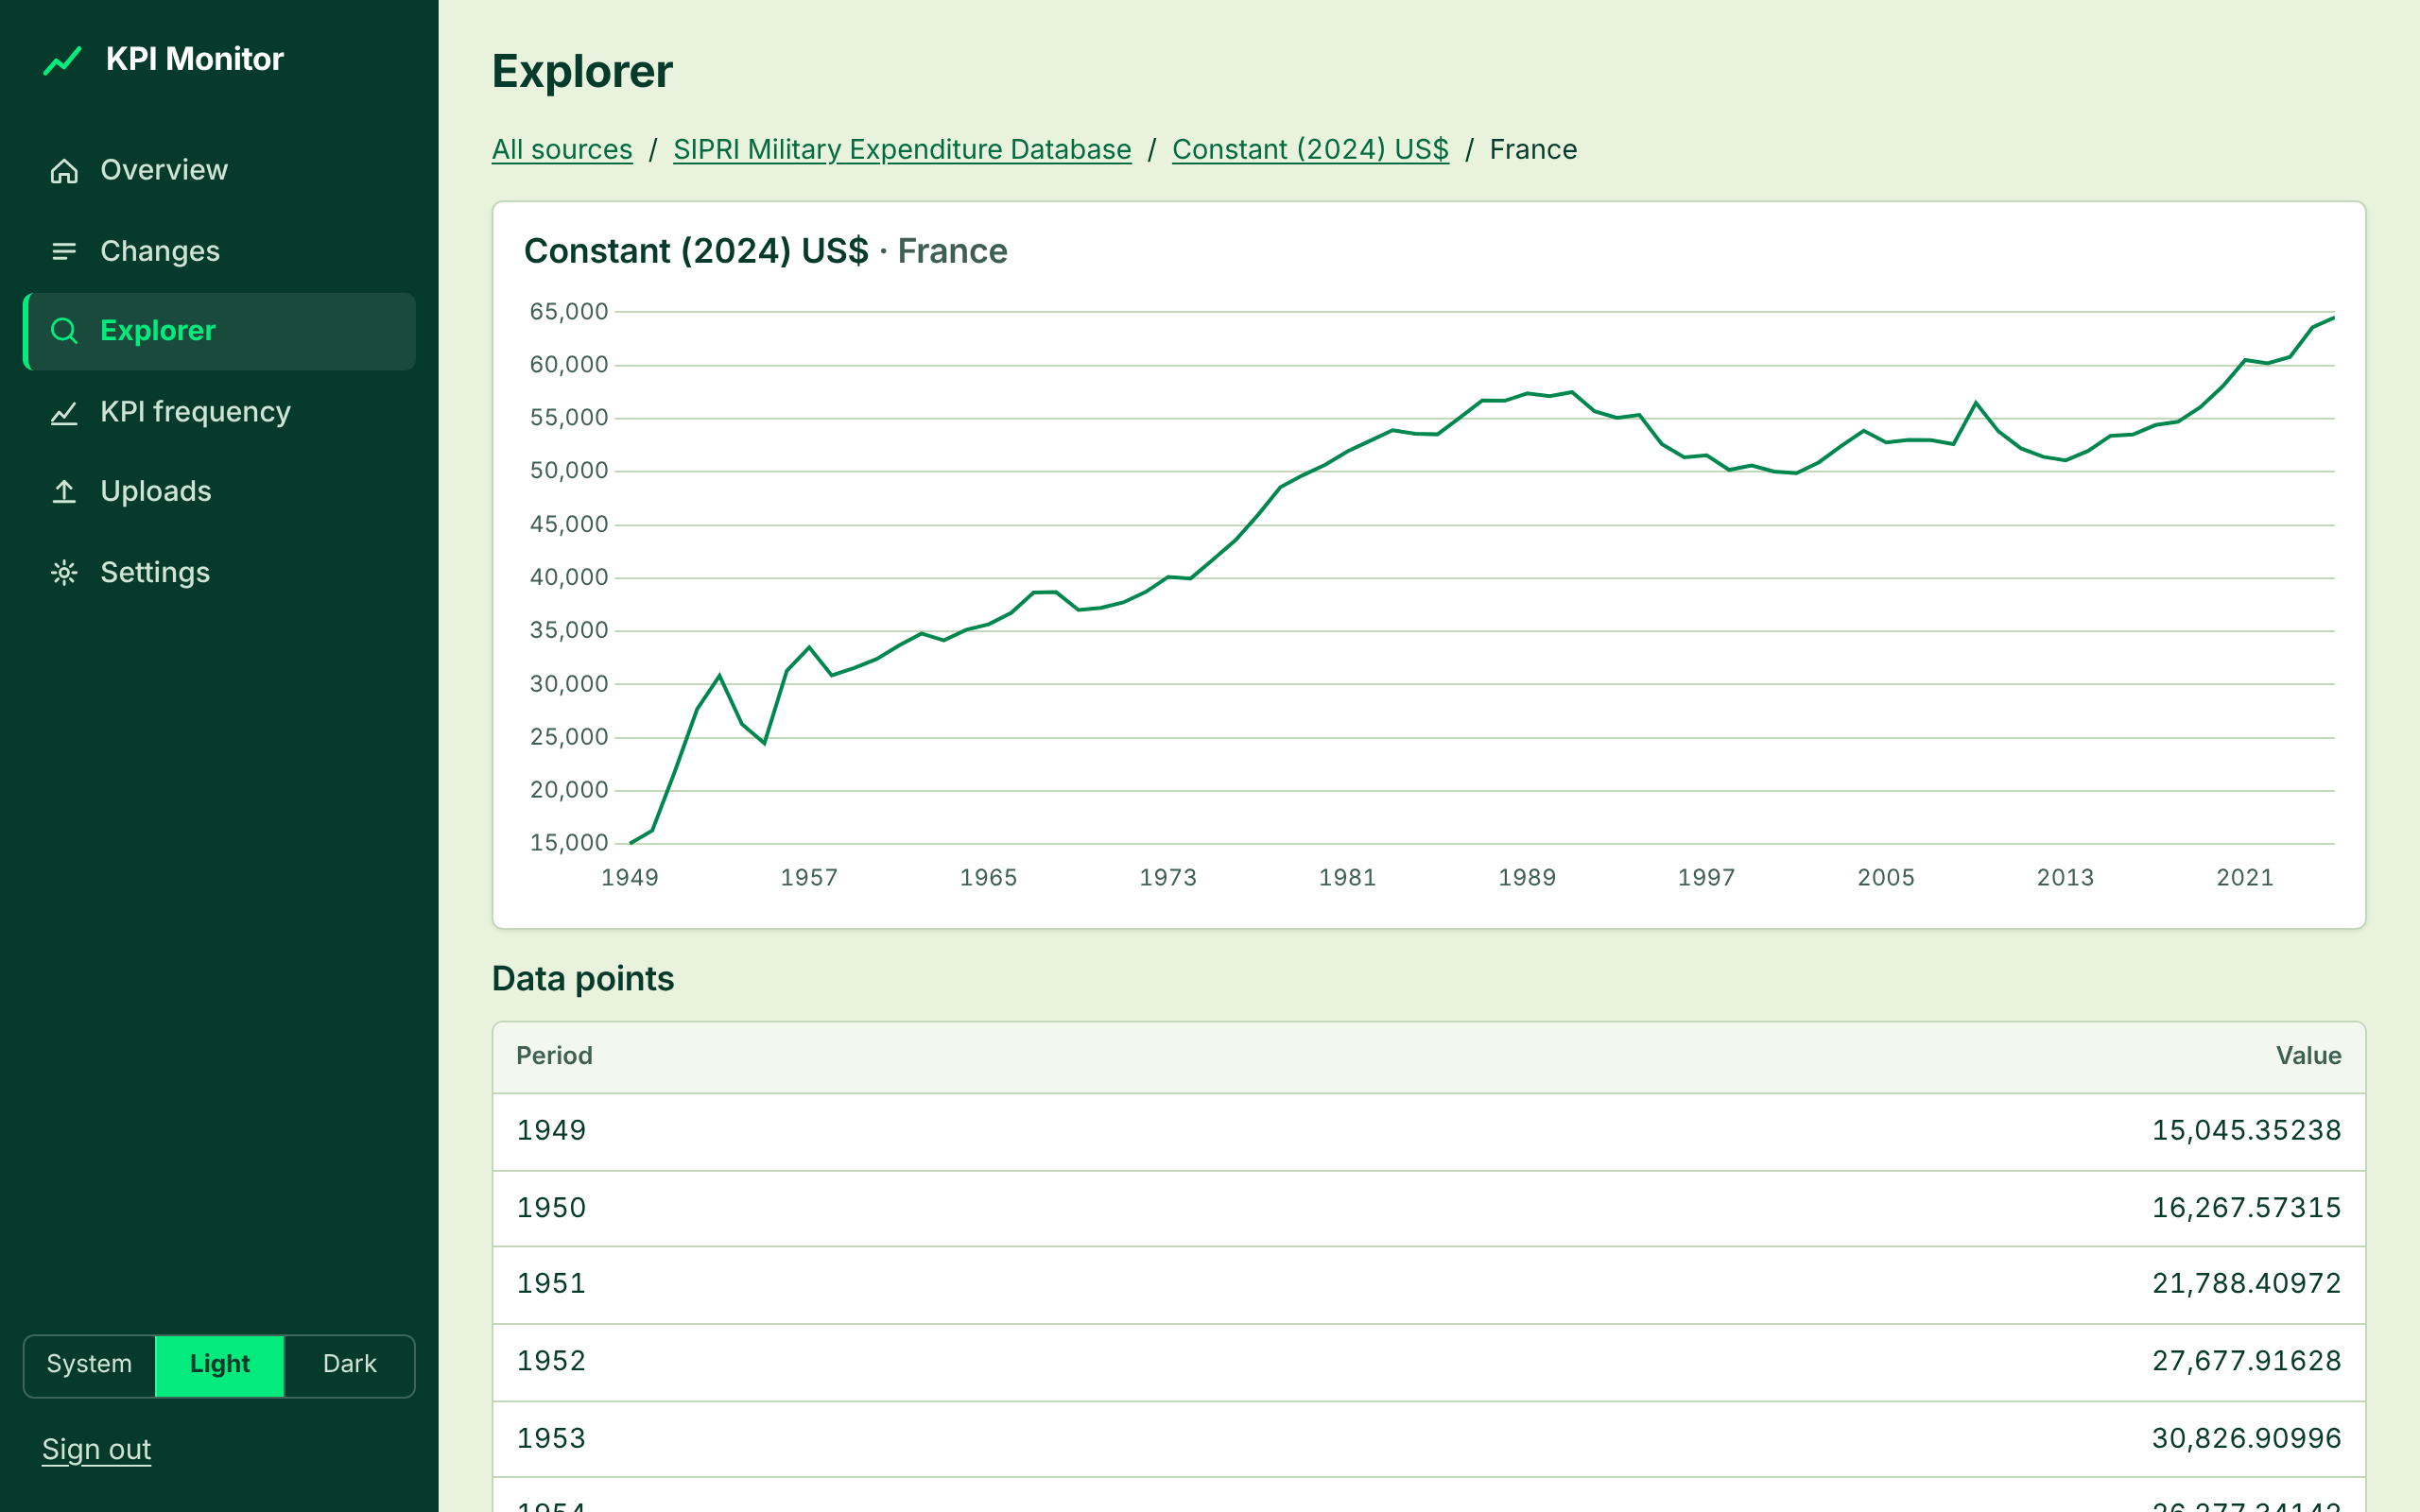 KPI Monitor
Overview
Changes
Explorer
KPI frequency
Uploads
Settings
System Light Dark
Sign out
Explorer
All sources / SIPRI Military Expenditure Database / Constant (2024) US$ / France
Constant (2024) US$ · France
65,000
60,000
55,000
50,000
45,000
40,000
35,000
30,000
25,000
20,000
15,000
1949 1957 1965 1973 1981 1989 1997 2005 2013 2021
Data points
Period Value
1949 15,045.35238
1950 16,267.57315
1951 21,788.40972
1952 27,677.91628
1953 30,826.90996